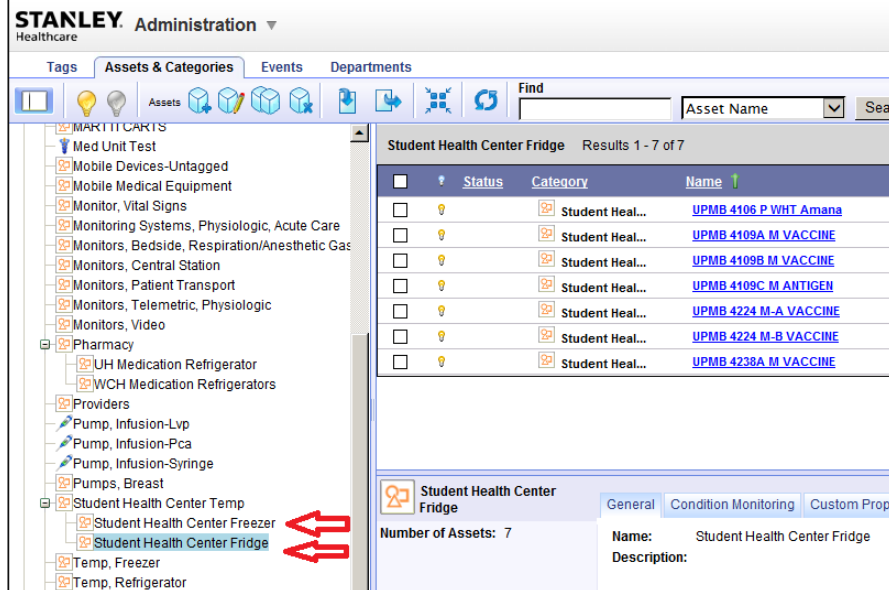 STANLEY.
Healthcare
Administration
Tags Assets & Categories Events Departments
Assets
Find
Asset Name
Sea
MARTTI CARTS
Med Unit Test
Mobile Devices-Untagged
Mobile Medical Equipment
Monitor, Vital Signs
Monitoring Systems, Physiologic, Acute Care
Monitors, Bedside, Respiration/Anesthetic Gas
Monitors, Central Station
Monitors, Patient Transport
Monitors, Telemetric, Physiologic
Monitors, Video
Pharmacy
UH Medication Refrigerator
WCH Medication Refrigerators
Providers
Pump, Infusion-Lvp
Pump, Infusion-Pca
Pump, Infusion-Syringe
Pumps, Breast
Student Health Center Temp
Student Health Center Freezer
Student Health Center Fridge
Temp, Freezer
Temp, Refrigerator
Student Health Center Fridge Results 1 - 7 of 7
Status Category Name
Student Heal... UPMB 4106 P WHT Amana
Student Heal... UPMB 4109A M VACCINE
Student Heal... UPMB 4109B M VACCINE
Student Heal... UPMB 4109C M ANTIGEN
Student Heal... UPMB 4224 M-A VACCINE
Student Heal... UPMB 4224 M-B VACCINE
Student Heal... UPMB 4238A M VACCINE
Student Health Center
Fridge
Number of Assets: 7
General Condition Monitoring Custom Prop
Name: Student Health Center Fridge
Description: